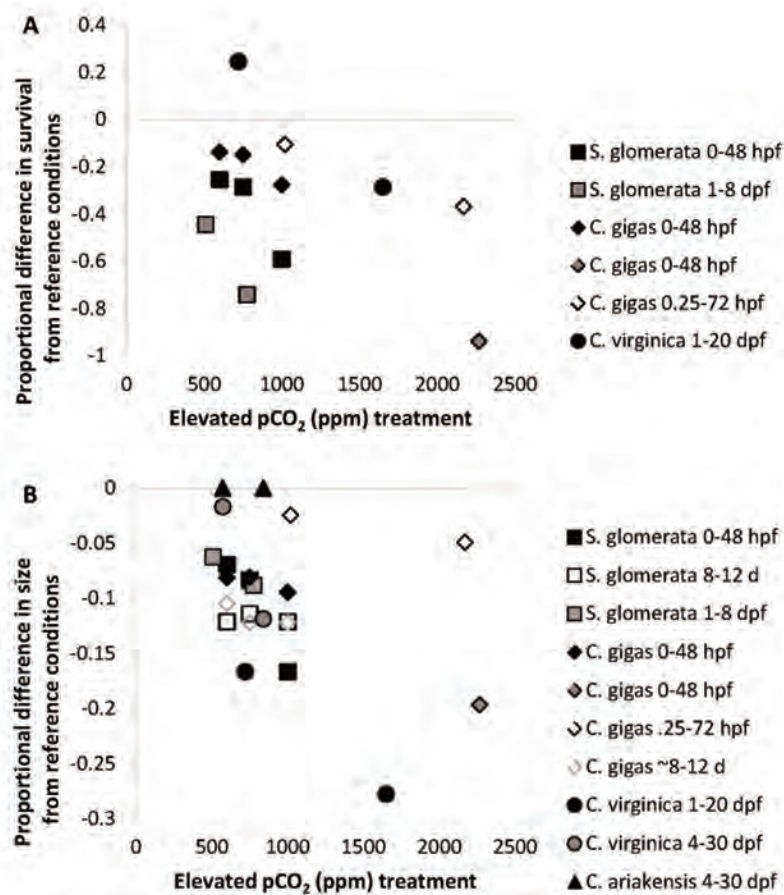 A
Proportional difference in survival
from reference conditions
0.4
0.2
0
-0.2
-0.4
-0.6
-0.8
-1
0
500
1000
1500
2000
2500
Elevated pCO₂ (ppm) treatment
S. glomerata 0-48 hpf
S. glomerata 1-8 dpf
C. gigas 0-48 hpf
C. gigas 0-48 hpf
C. gigas 0.25-72 hpf
C. virginica 1-20 dpf
B
Proportional difference in size
from reference conditions
0
-0.05
-0.1
-0.15
-0.2
-0.25
-0.3
0
500
1000
1500
2000
2500
Elevated pCO₂ (ppm) treatment
S. glomerata 0-48 hpf
S. glomerata 8-12 d
S. glomerata 1-8 dpf
C. gigas 0-48 hpf
C. gigas 0-48 hpf
C. gigas .25-72 hpf
C. gigas ~8-12 d
C. virginica 1-20 dpf
C. virginica 4-30 dpf
C. ariakensis 4-30 dpf